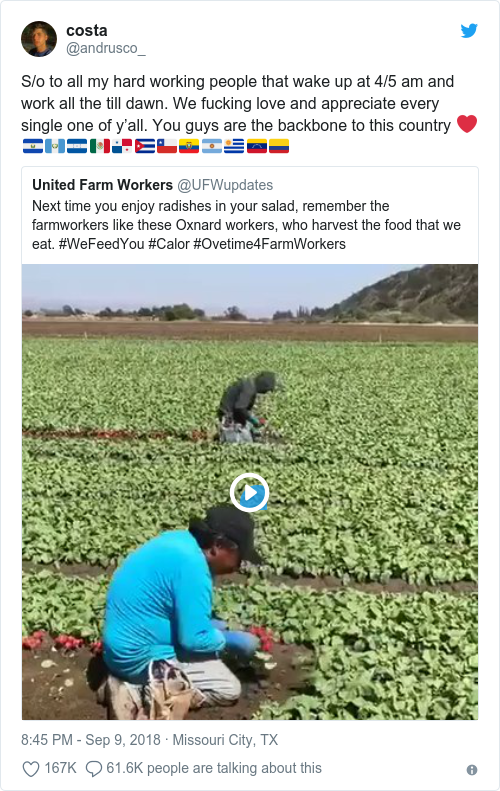 costa
@andrusco_
S/o to all my hard working people that wake up at 4/5 am and
work all the till dawn. We fucking love and appreciate every
single one of y’all. You guys are the backbone to this country ❤️
🇸🇻🇬🇹🇭🇳🇲🇽🇵🇦🇨🇺🇨🇱🇪🇨🇦🇷🇺🇾🇻🇪🇨🇴
United Farm Workers @UFWupdates
Next time you enjoy radishes in your salad, remember the
farmworkers like these Oxnard workers, who harvest the food that we
eat. #WeFeedYou #Calor #Ovetime4FarmWorkers
8:45 PM - Sep 9, 2018 · Missouri City, TX
167K 61.6K people are talking about this